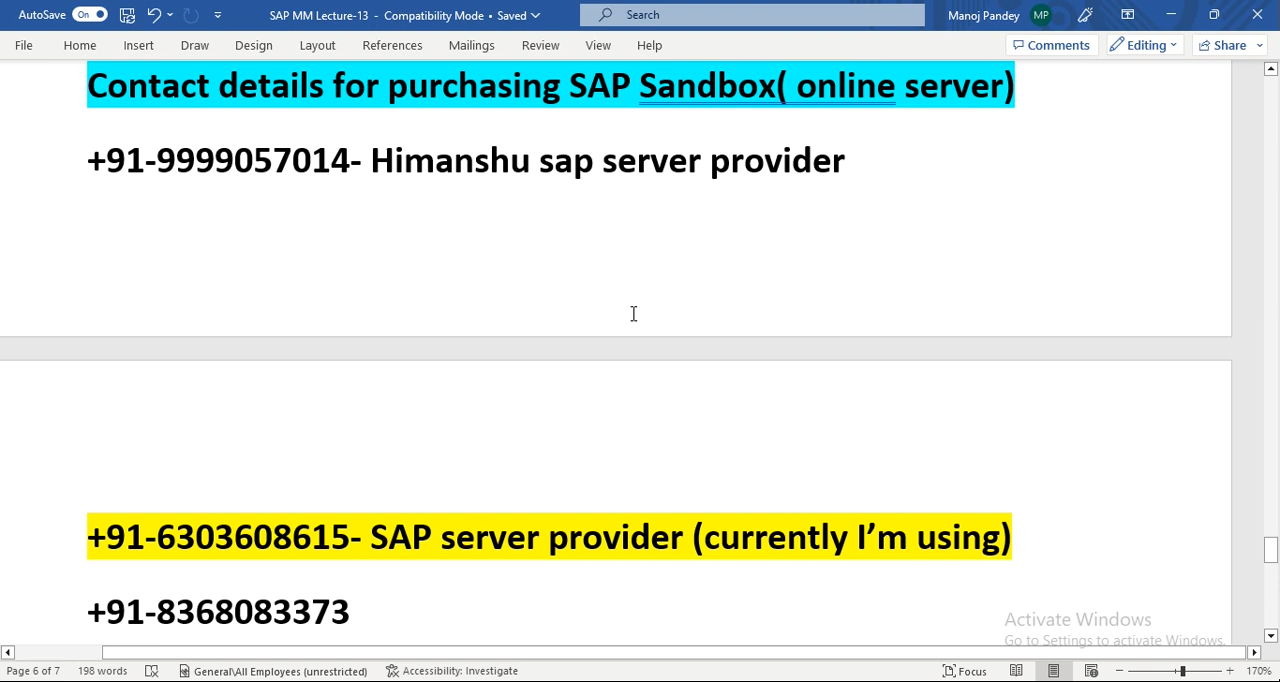 AutoSave On SAP MM Lecture-13 - Compatibility Mode • Saved Search Manoj Pandey MP
File Home Insert Draw Design Layout References Mailings Review View Help Comments Editing Share
Contact details for purchasing SAP Sandbox( online server)
+91-9999057014- Himanshu sap server provider
+91-6303608615- SAP server provider (currently I’m using)
+91-8368083373
Activate Windows
Go to Settings to activate Windows.
Page 6 of 7 198 words General\All Employees (unrestricted) Accessibility: Investigate Focus 170%